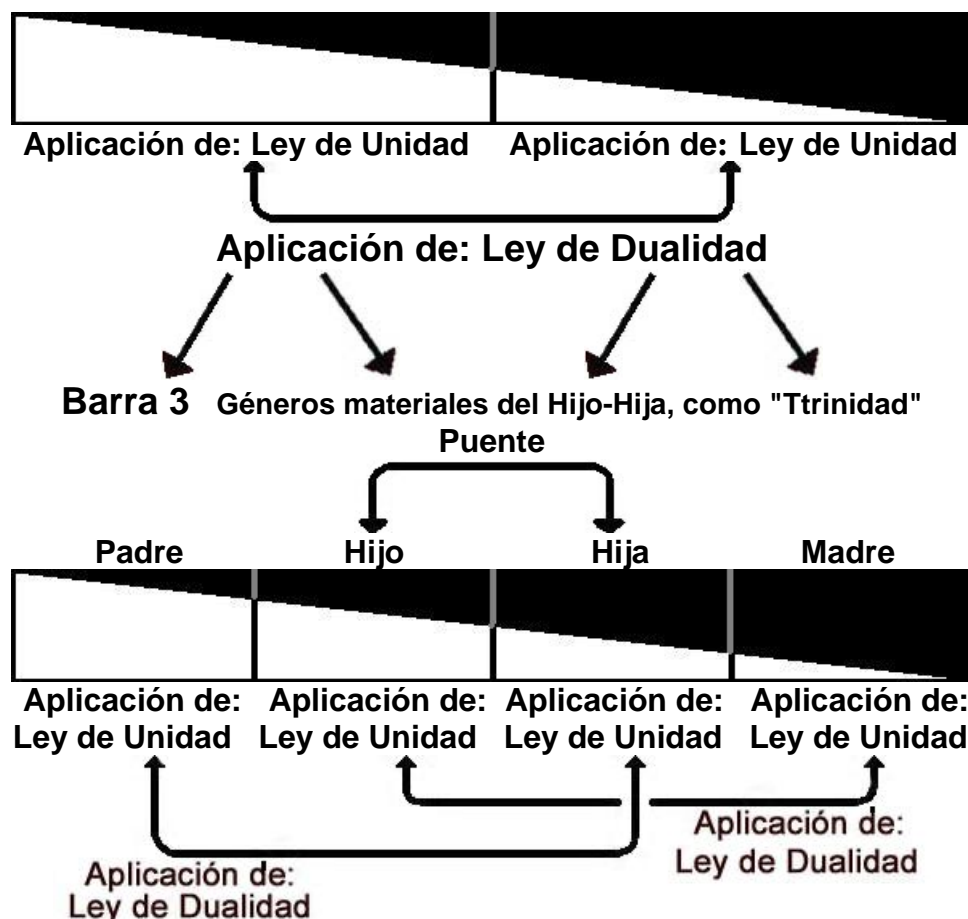 Aplicación de: Ley de Unidad Aplicación de: Ley de Unidad
Aplicación de: Ley de Dualidad
Barra 3 Géneros materiales del Hijo-Hija, como "Ttrinidad"
Puente
Padre Hijo Hija Madre
Aplicación de: Aplicación de: Aplicación de: Aplicación de:
Ley de Unidad Ley de Unidad Ley de Unidad Ley de Unidad
Aplicación de:
Ley de Dualidad
Aplicación de:
Ley de Dualidad